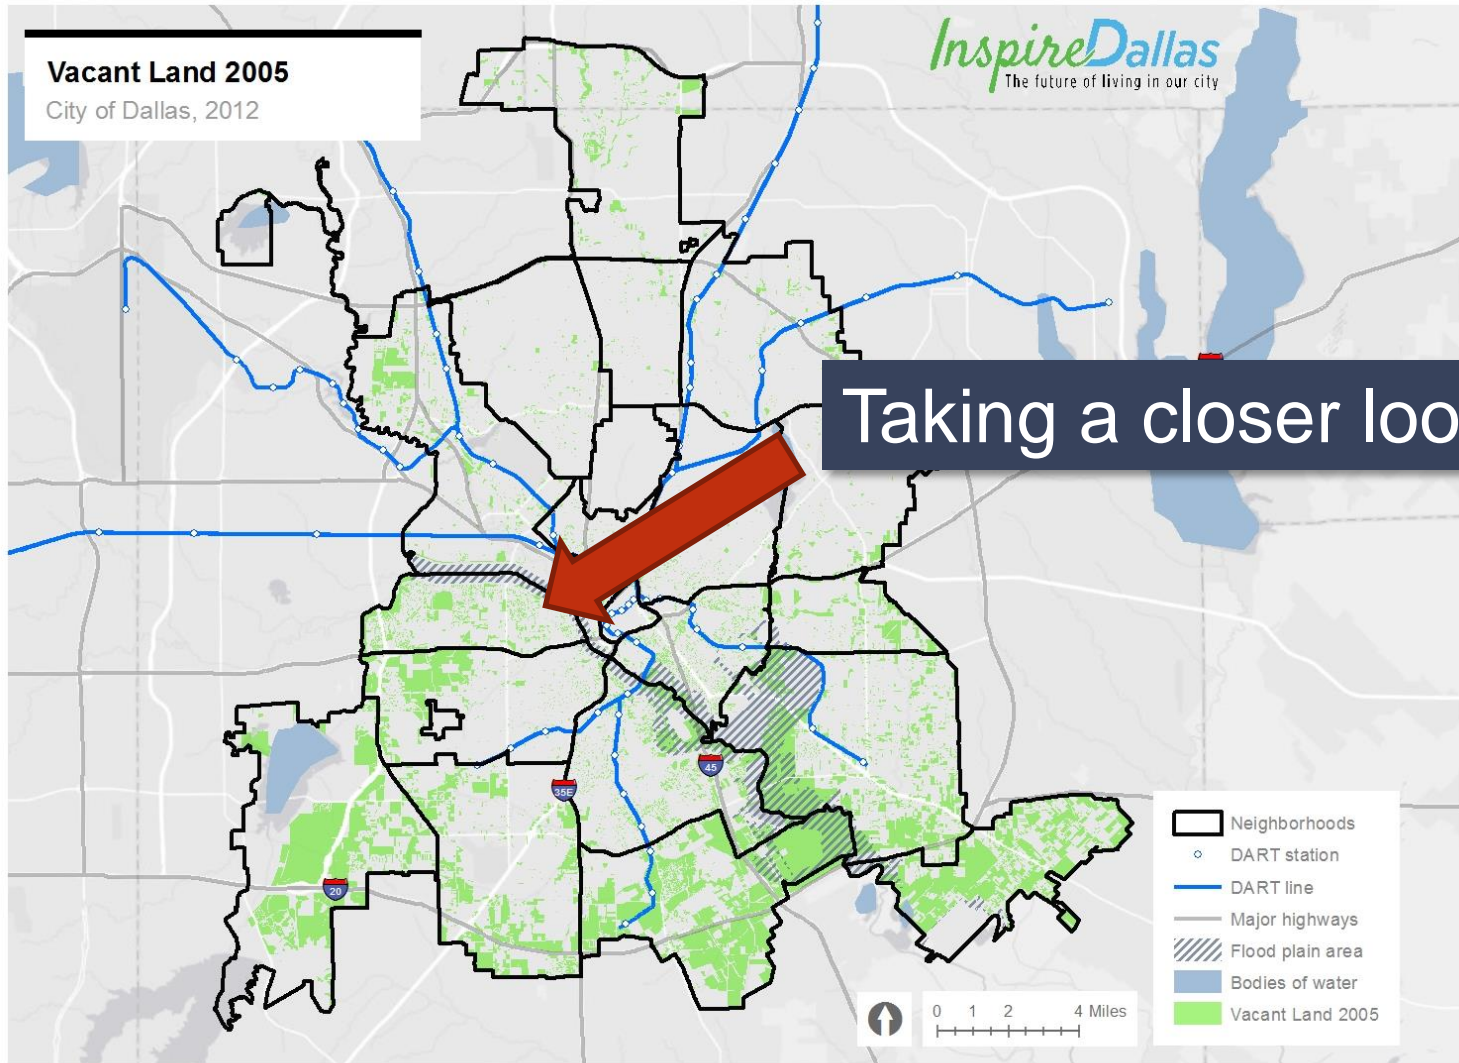 Vacant Land 2005
City of Dallas, 2012
InspireDallas
The future of living in our city
Taking a closer loo
45
35E
20
Neighborhoods
DART station
DART line
Major highways
Flood plain area
Bodies of water
Vacant Land 2005
0 1 2 4 Miles